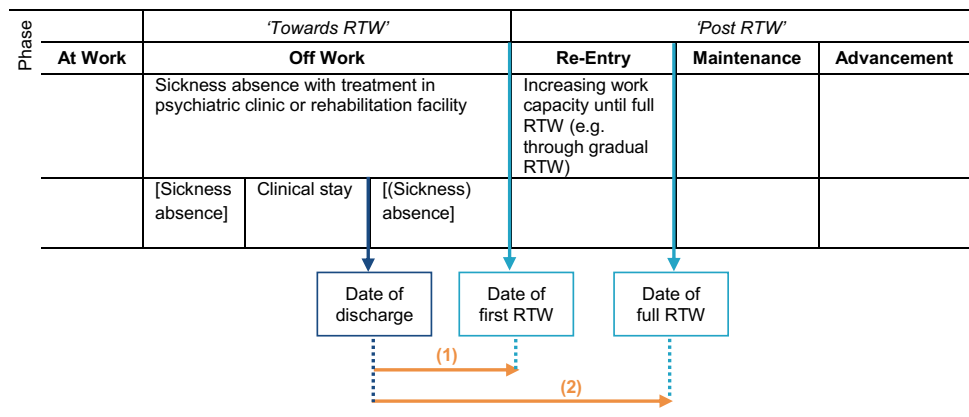 Phase
‘Towards RTW’
‘Post RTW’
At Work
Off Work
Re-Entry
Maintenance
Advancement
Sickness absence with treatment in
psychiatric clinic or rehabilitation facility
Increasing work
capacity until full
RTW (e.g.
through gradual
RTW)
[Sickness
absence]
Clinical stay
[(Sickness)
absence]
Date of
discharge
Date of
first RTW
Date of
full RTW
(1)
(2)